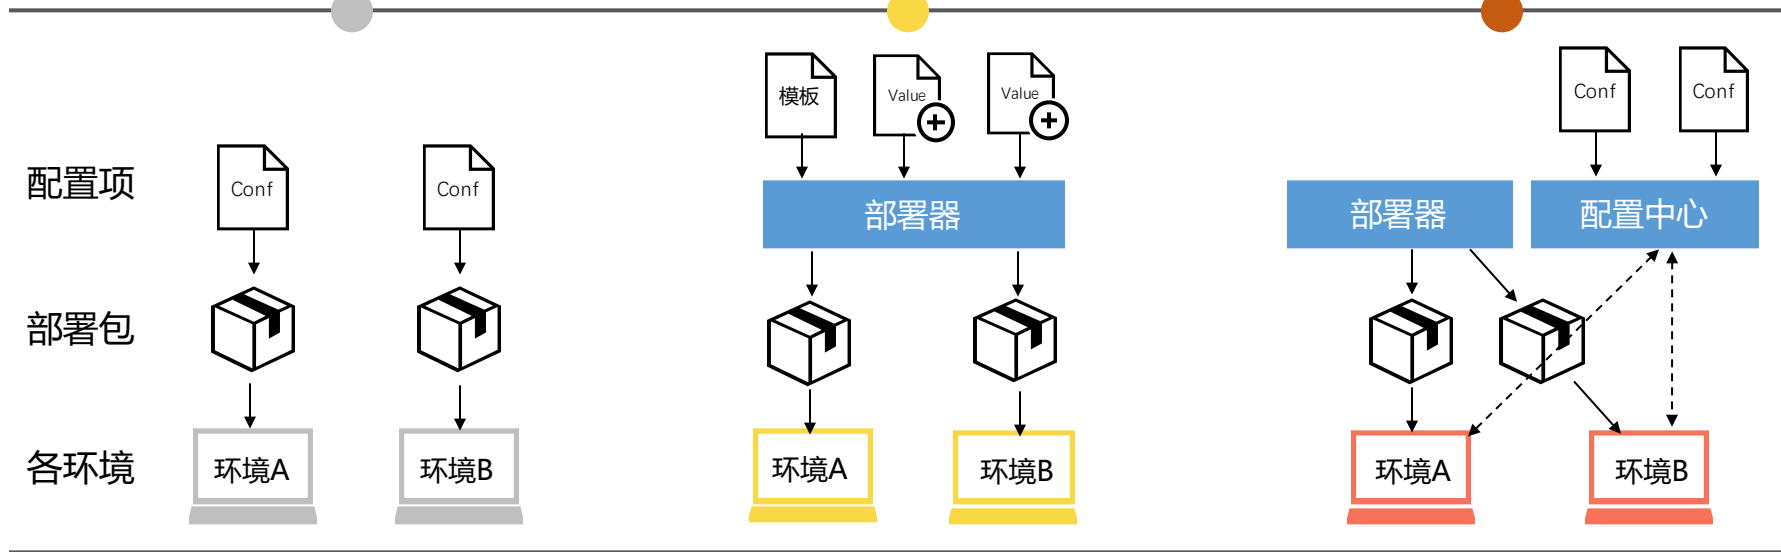 模板
Value
Value
Conf
Conf
配置项
Conf
Conf
部署器
部署器
配置中心
部署包
各环境
环境A
环境B
环境A
环境B
环境A
环境B